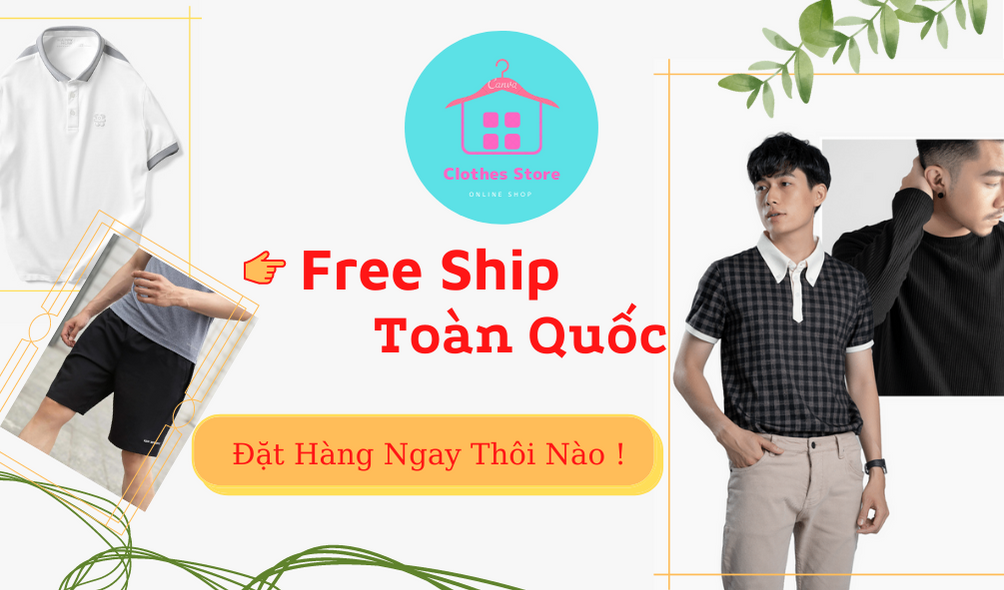 Canva
Clothes Store
ONLINE SHOP
Free Ship
Toàn Quốc
Đặt Hàng Ngay Thôi Nào !